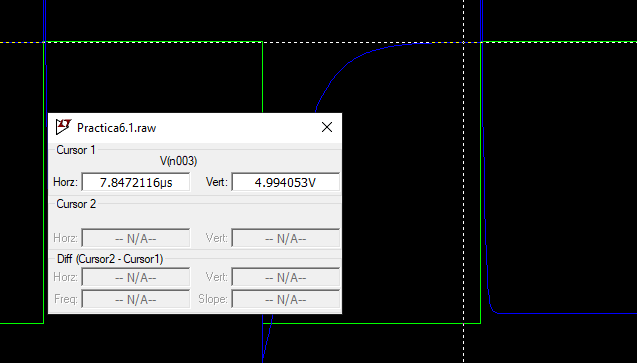 Practica6.1.raw
Cursor 1
V(n003)
Horz: 7.8472116µs Vert: 4.994053V
Cursor 2
Horz: -- N/A-- Vert: -- N/A--
Diff (Cursor2 - Cursor1)
Horz: -- N/A-- Vert: -- N/A--
Freq: -- N/A-- Slope: -- N/A--